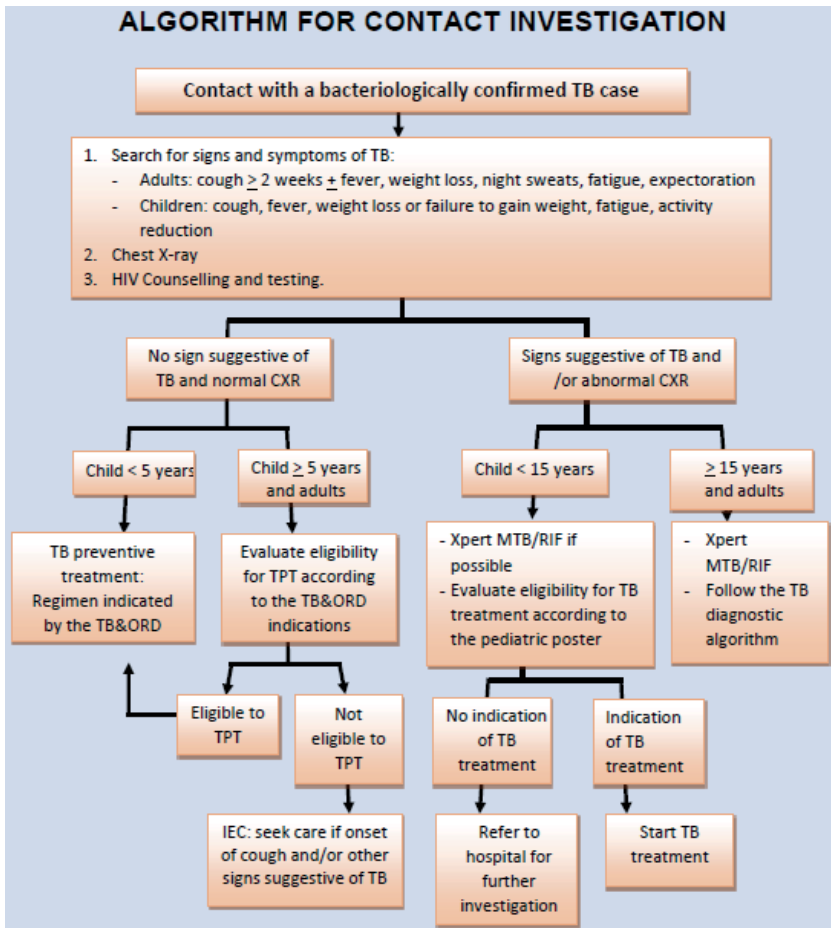 ALGORITHM FOR CONTACT INVESTIGATION
Contact with a bacteriologically confirmed TB case
1. Search for signs and symptoms of TB:
- Adults: cough ≥ 2 weeks ± fever, weight loss, night sweats, fatigue, expectoration
- Children: cough, fever, weight loss or failure to gain weight, fatigue, activity
reduction
2. Chest X-ray
3. HIV Counselling and testing.
No sign suggestive of
TB and normal CXR
Signs suggestive of TB and
/or abnormal CXR
Child < 5 years
Child ≥ 5 years
and adults
Child < 15 years
≥ 15 years
and adults
TB preventive
treatment:
Regimen indicated
by the TB&ORD
Evaluate eligibility
for TPT according
to the TB&ORD
indications
- Xpert MTB/RIF if
possible
- Evaluate eligibility for TB
treatment according to
the pediatric poster
- Xpert
MTB/RIF
- Follow the TB
diagnostic
algorithm
Eligible to
TPT
Not
eligible to
TPT
No indication
of TB
treatment
Indication
of TB
treatment
IEC: seek care if onset
of cough and/or other
signs suggestive of TB
Refer to
hospital for
further
investigation
Start TB
treatment